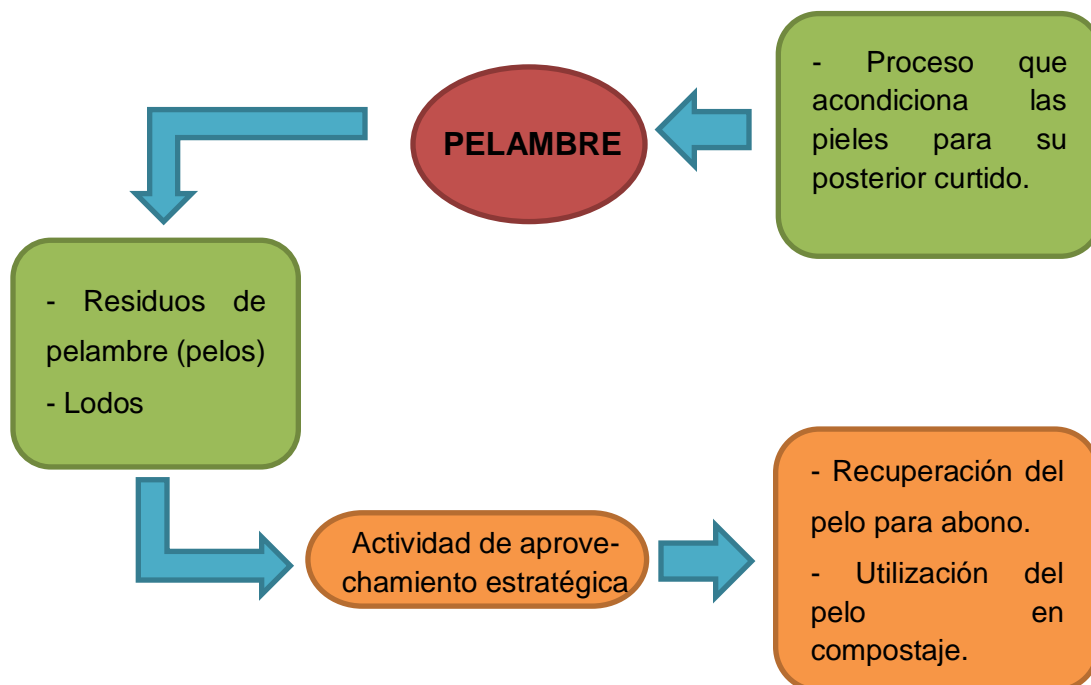 - Proceso que
acondiciona las
pieles para su
posterior curtido.
PELAMBRE
- Residuos de
pelambre (pelos)
- Lodos
Actividad de aprove-
chamiento estratégica
- Recuperación del
pelo para abono.
- Utilización del
pelo en
compostaje.